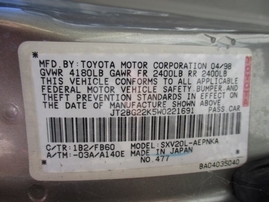 MFD. BY: TOYOTA MOTOR CORPORATION 04/98
GVWR 4180LB GAWR FR 2400LB RR 2400LB
THIS VEHICLE CONFORMS TO ALL APPLICABLE
FEDERAL MOTOR VEHICLE SAFETY, BUMPER, AND
THEFT PREVENTION STANDARDS IN EFFECT ON
THE DATE OF MANUFACTURE SHOWN ABOVE.
JT2BG22K5W0221691 PASS. CAR
C/TR: 1B2/FB60 MODEL: SXV20L-AEPNKA
A/TM: -03A/A140E MADE IN JAPAN
NO. 477
BA04035040